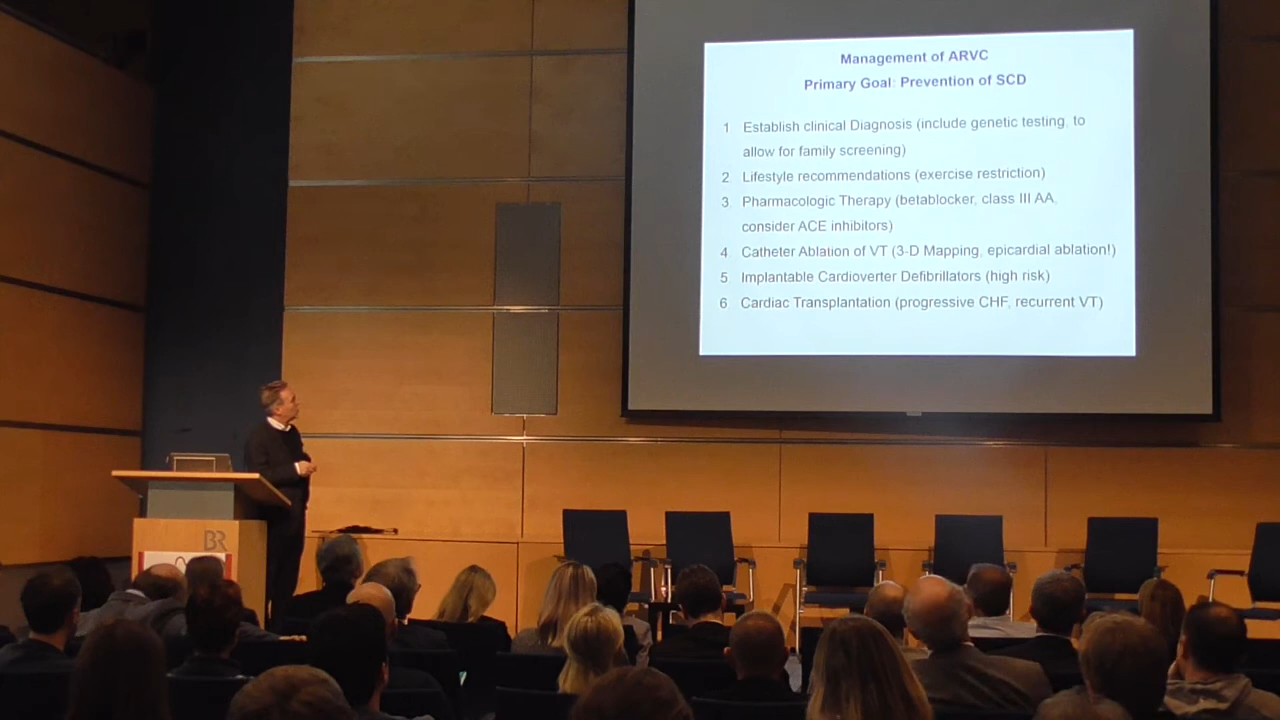 Management of ARVC
Primary Goal: Prevention of SCD
1 Establish clinical Diagnosis (include genetic testing, to
allow for family screening)
2. Lifestyle recommendations (exercise restriction)
3. Pharmacologic Therapy (betablocker, class III AA,
consider ACE inhibitors)
4. Catheter Ablation of VT (3-D Mapping, epicardial ablation!)
5. Implantable Cardioverter Defibrillators (high risk)
6 Cardiac Transplantation (progressive CHF, recurrent VT)
BR